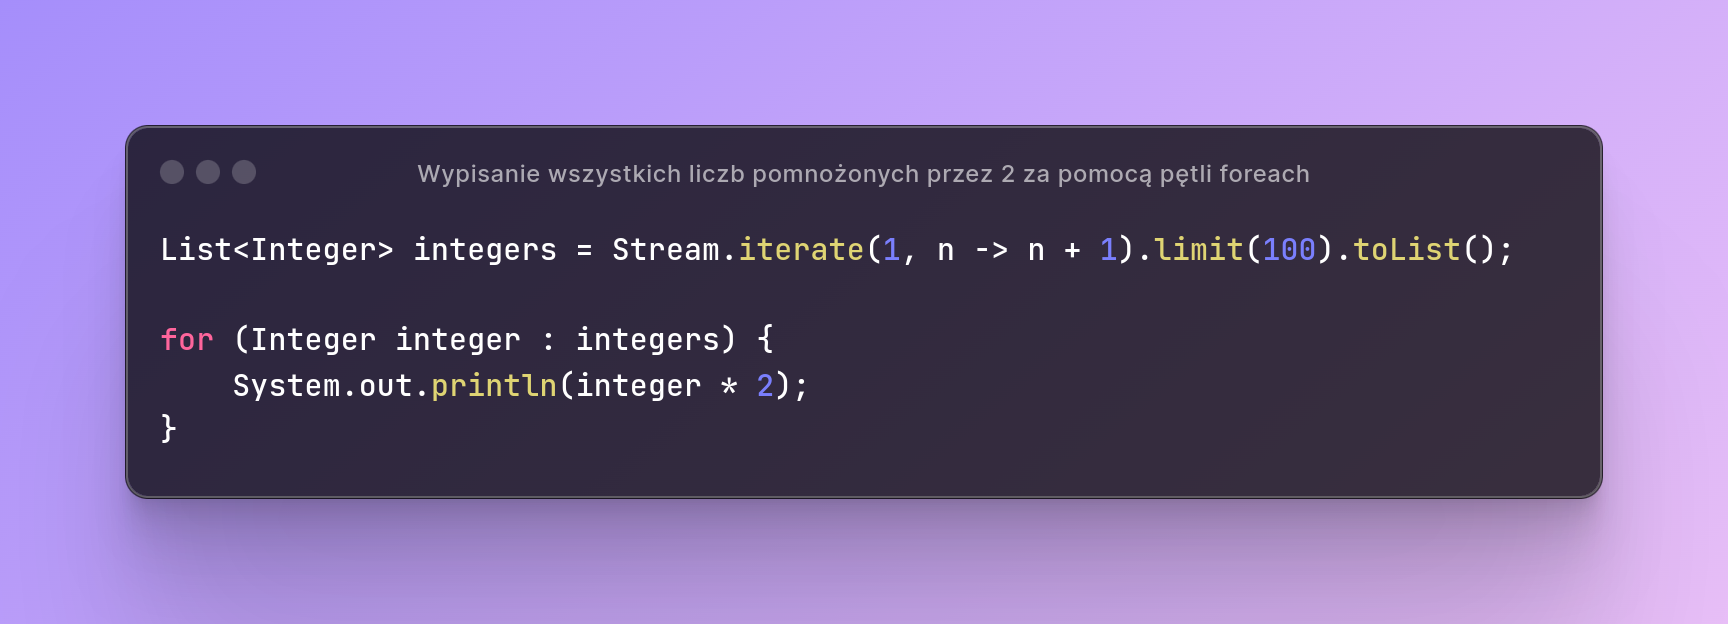 Wypisanie wszystkich liczb pomnożonych przez 2 za pomocą pętli foreach
List<Integer> integers = Stream.iterate(1, n -> n + 1).limit(100).toList();
for (Integer integer : integers) {
    System.out.println(integer * 2);
}